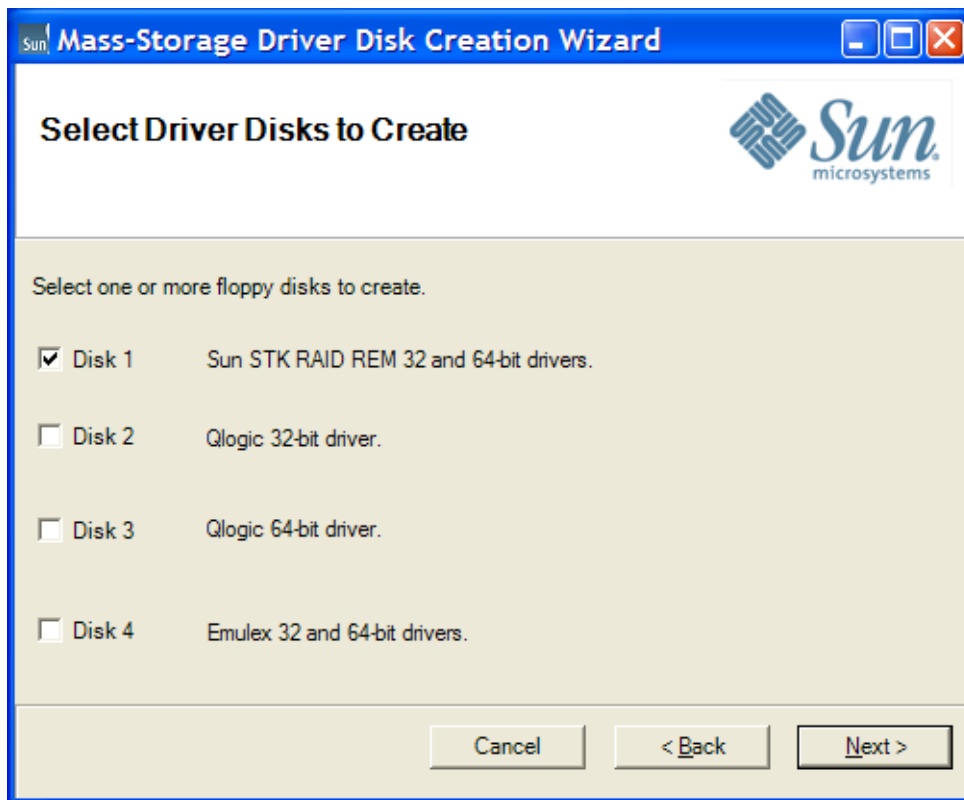 Sun Mass-Storage Driver Disk Creation Wizard
Select Driver Disks to Create
Sun.
microsystems
Select one or more floppy disks to create.
Disk 1 Sun STK RAID REM 32 and 64-bit drivers.
Disk 2 Qlogic 32-bit driver.
Disk 3 Qlogic 64-bit driver.
Disk 4 Emulex 32 and 64-bit drivers.
Cancel < Back Next >